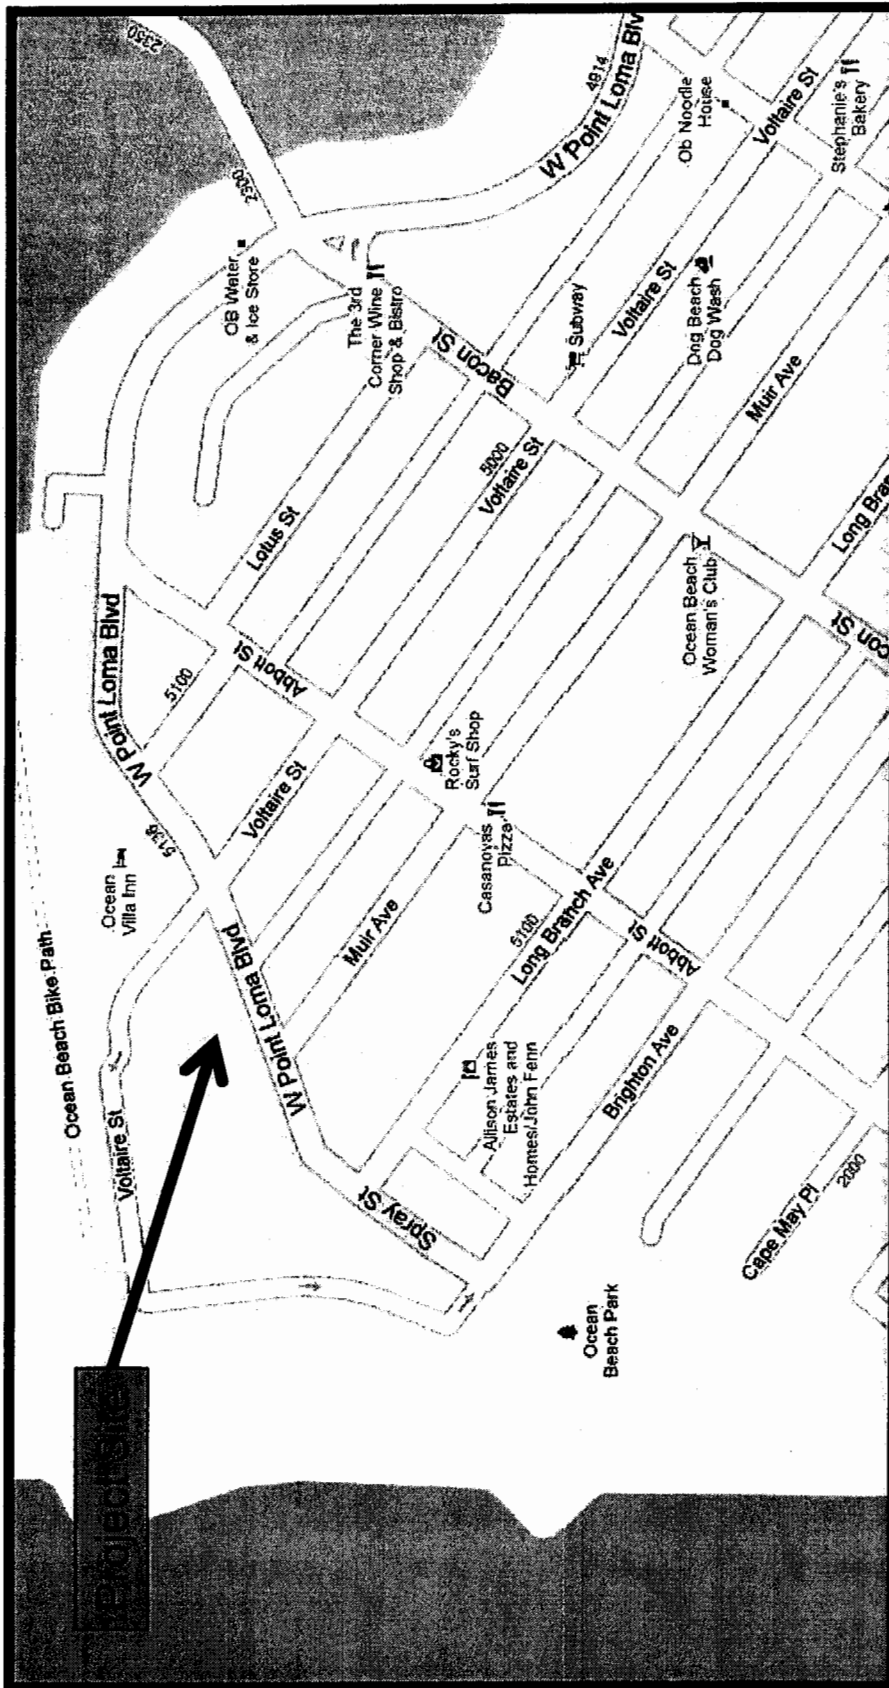 2350
2300
4914
W Point Loma Blv
OB Water
& Ice Store
The 3rd
Corner Wine
Shop & Bistro
Ob Noodle
House
Voltaire St
Stephanie's
Bakery
Bacon St
Subway
Voltaire St
Dog Beach
Dog Wash
Muir Ave
Lotus St
5000
Voltaire St
Long Bran
Ocean Beach
Woman's Club
con St
W Point Loma Blvd
5100
Abbott St
Rocky's
Surf Shop
Voltaire St
Casanovas
Pizza
Ocean
Villa Inn
W Point Loma Blvd
Muir Ave
5100
Long Branch Ave
Abbott St
Ocean Beach Bike Path
Voltaire St
Allison James
Estates and
Homes/John Fenn
Brighton Ave
Spray St
Cape May Pl
2000
Ocean
Beach Park
Project Site